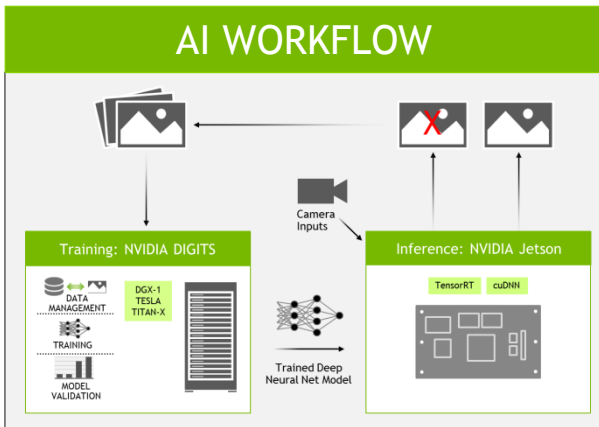 AI WORKFLOW
X
Camera
Inputs
Training: NVIDIA DIGITS
DATA
MANAGEMENT
TRAINING
MODEL
VALIDATION
DGX-1
TESLA
TITAN-X
Trained Deep
Neural Net Model
Inference: NVIDIA Jetson
TensorRT
cuDNN